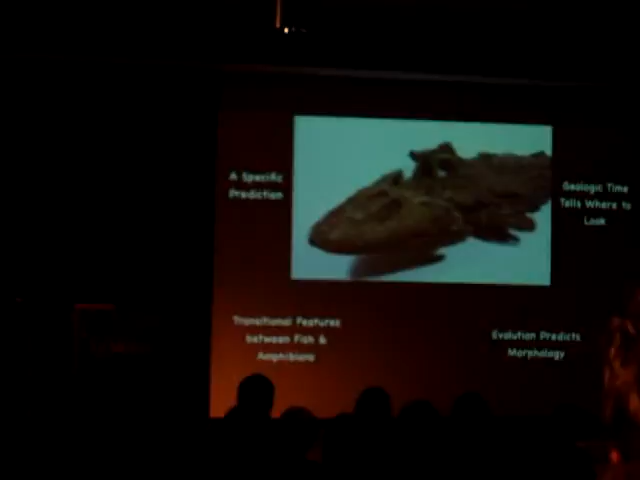 A Specific
Prediction
Geologic Time
Tells Where to
Look
Transitional Features
between Fish &
Amphibians
Evolution Predicts
Morphology